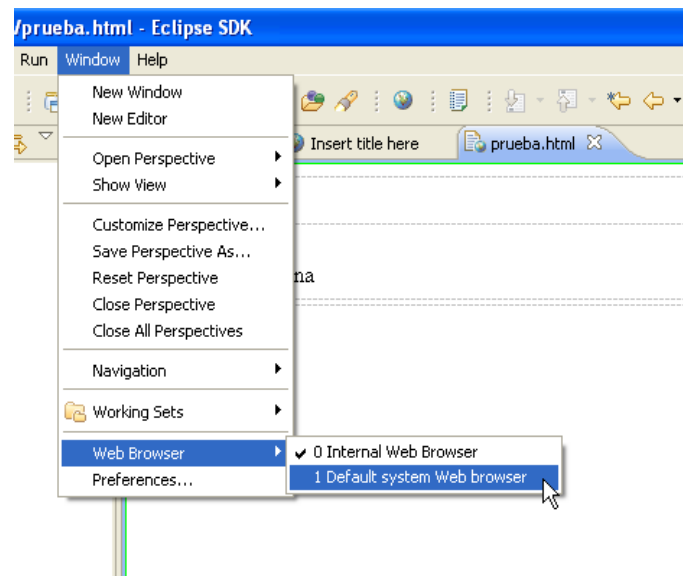 /prueba.html - Eclipse SDK
Run Window Help
New Window
New Editor
Insert title here prueba.html
Open Perspective
Show View
Customize Perspective...
Save Perspective As...
Reset Perspective
na
Close Perspective
Close All Perspectives
Navigation
Working Sets
Web Browser
0 Internal Web Browser
1 Default system Web browser
Preferences...